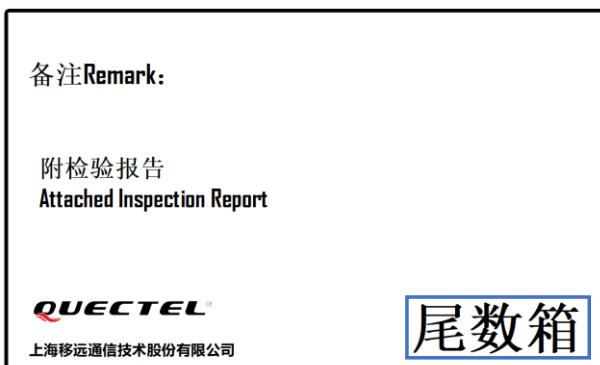 备注Remark：
附检验报告
Attached Inspection Report
QUECTEL®
上海移远通信技术股份有限公司
尾数箱